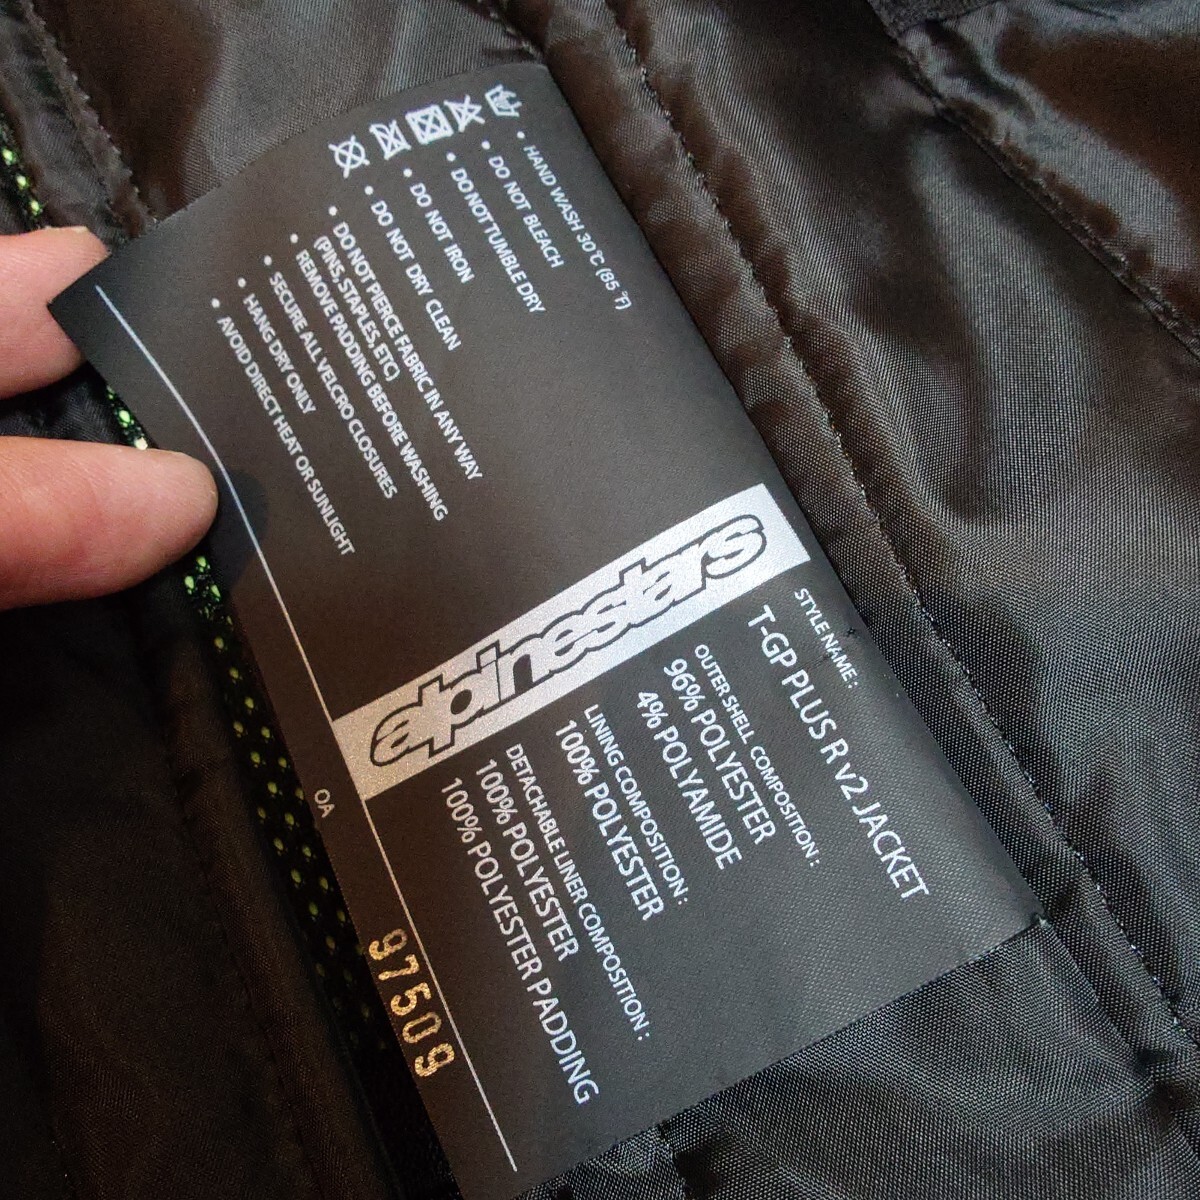 • HAND WASH 30℃ (85 ℉)
• DO NOT BLEACH
• DO NOT TUMBLE DRY
• DO NOT IRON
• DO NOT DRY CLEAN
• DO NOT PIERCE FABRIC IN ANY WAY
(PINS, STAPLES, ETC)
• REMOVE PADDING BEFORE WASHING
• SECURE ALL VELCRO CLOSURES
• HANG DRY ONLY
• AVOID DIRECT HEAT OR SUNLIGHT
alpinestars
STYLE NAME :
T-GP PLUS R v2 JACKET
OUTER SHELL COMPOSITION :
96% POLYESTER
4% POLYAMIDE
LINING COMPOSITION :
100% POLYESTER
DETACHABLE LINER COMPOSITION :
100% POLYESTER
100% POLYESTER PADDING
OA
97509